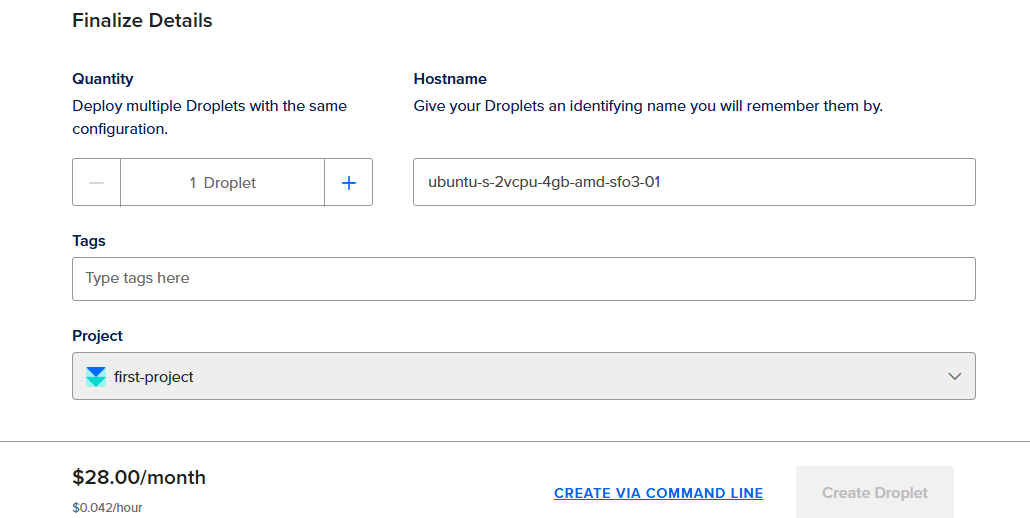 Finalize Details
Quantity
Deploy multiple Droplets with the same
configuration.
1 Droplet
Hostname
Give your Droplets an identifying name you will remember them by.
ubuntu-s-2vcpu-4gb-amd-sfo3-01
Tags
Type tags here
Project
first-project
$28.00/month
$0.042/hour
CREATE VIA COMMAND LINE
Create Droplet